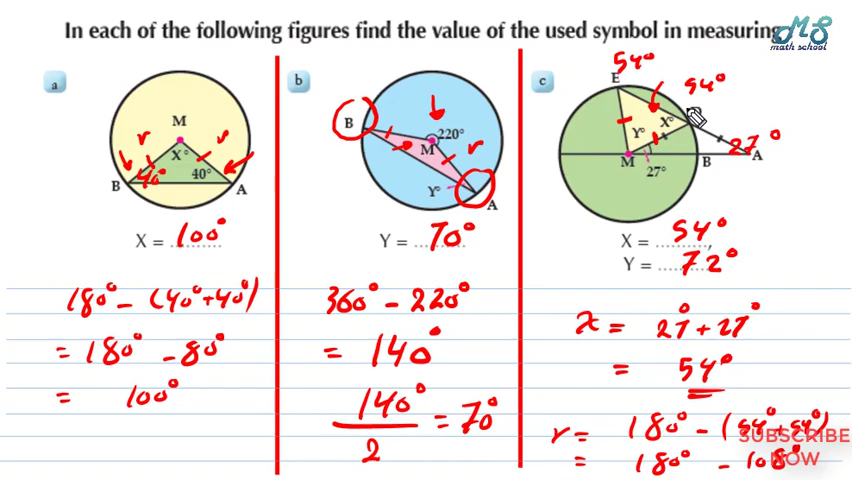 In each of the following figures find the value of the used symbol in measuring
MS
math school
a
M
r
r
X°
40°
40°
B
A
X = 100°
180° - (40° + 40°)
= 180° - 80°
= 100°
b
B
220°
M
r
Y°
A
Y = 70°
360° - 220°
= 140°
140°
2
= 70°
c
54°
E
54°
X°
Y°
27°
M
27°
B
A
X = 54°,
Y = 72°
x = 27° + 27°
= 54°
r = 180° - (54° + 54°)
= 180° - 108°
SUBSCRIBE
NOW